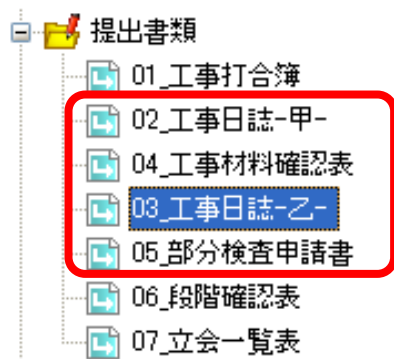 提出書類
01_工事打合簿
02_工事日誌-甲-
04_工事材料確認表
03_工事日誌-乙-
05_部分検査申請書
06_段階確認表
07_立会一覧表